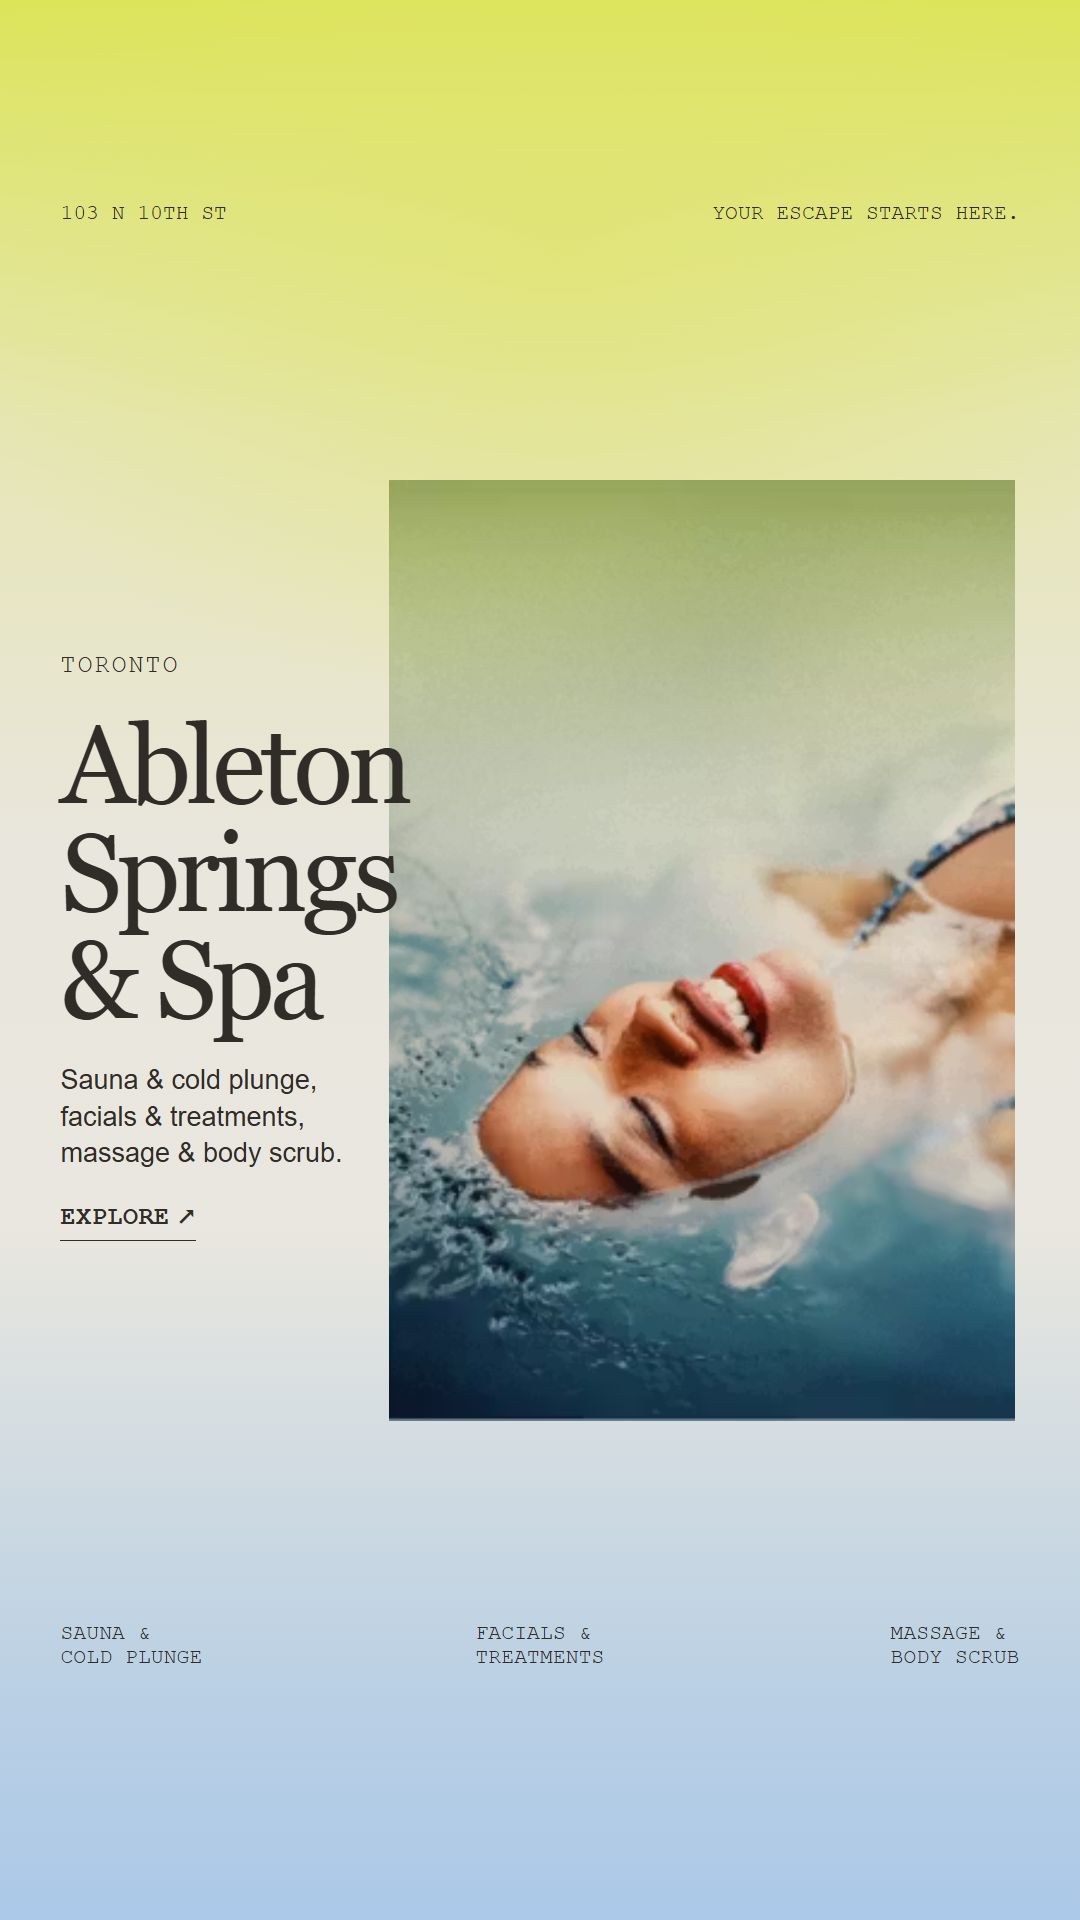 103 N 10TH ST
YOUR ESCAPE STARTS HERE.
TORONTO
Ableton
Springs
& Spa
Sauna & cold plunge,
facials & treatments,
massage & body scrub.
EXPLORE ↗
SAUNA &
COLD PLUNGE
FACIALS &
TREATMENTS
MASSAGE &
BODY SCRUB